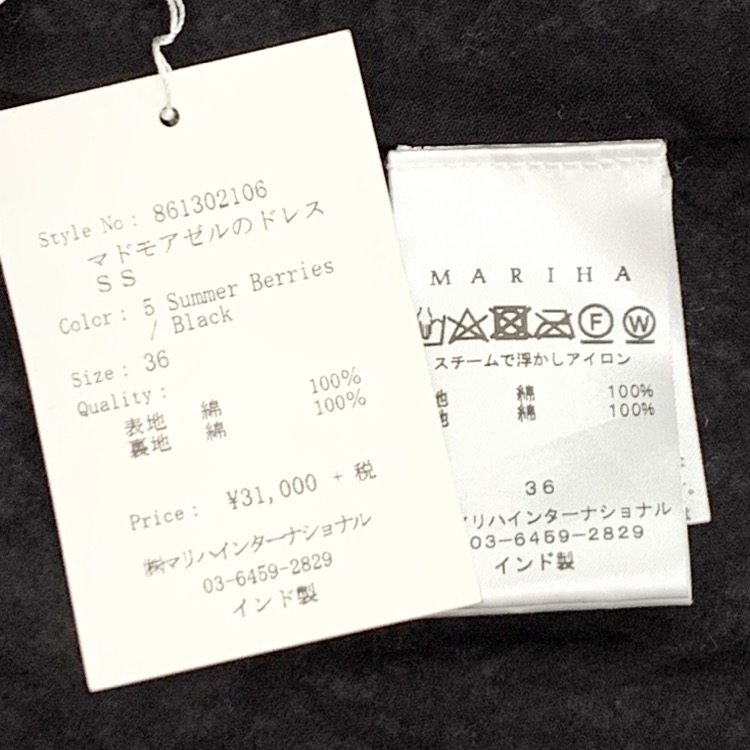 Style No: 861302106
マドモアゼルのドレス
SS
Color: 5 Summer Berries
/ Black
Size: 36
Quality:
表地 綿 100%
裏地 綿 100%
Price: ¥31,000 + 税
㈱マリハインターナショナル
03-6459-2829
インド製
MARIHA
F W
スチームで浮かしアイロン
地 綿 100%
地 綿 100%
36
リハインターナショナル
03-6459-2829
インド製